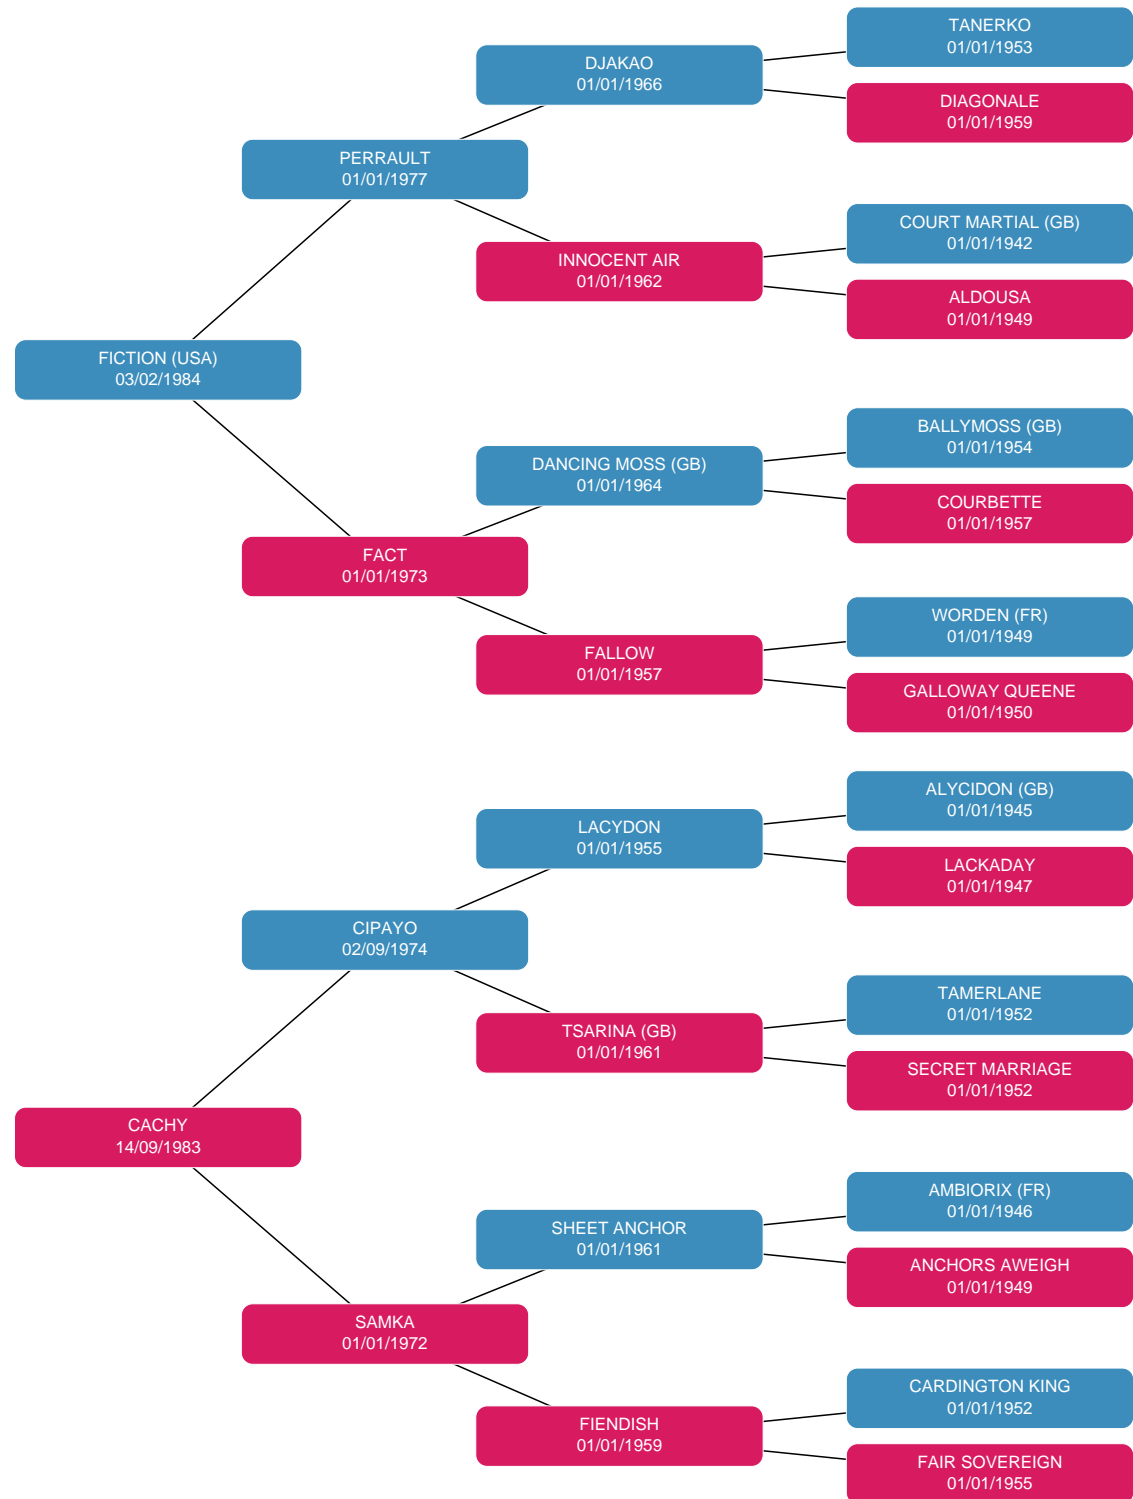 TANERKO
01/01/1953
DJAKAO
01/01/1966
DIAGONALE
01/01/1959
PERRAULT
01/01/1977
COURT MARTIAL (GB)
01/01/1942
INNOCENT AIR
01/01/1962
ALDOUSA
01/01/1949
FICTION (USA)
03/02/1984
BALLYMOSS (GB)
01/01/1954
DANCING MOSS (GB)
01/01/1964
COURBETTE
01/01/1957
FACT
01/01/1973
WORDEN (FR)
01/01/1949
FALLOW
01/01/1957
GALLOWAY QUEENE
01/01/1950
ALYCIDON (GB)
01/01/1945
LACYDON
01/01/1955
LACKADAY
01/01/1947
CIPAYO
02/09/1974
TAMERLANE
01/01/1952
TSARINA (GB)
01/01/1961
SECRET MARRIAGE
01/01/1952
CACHY
14/09/1983
AMBIORIX (FR)
01/01/1946
SHEET ANCHOR
01/01/1961
ANCHORS AWEIGH
01/01/1949
SAMKA
01/01/1972
CARDINGTON KING
01/01/1952
FIENDISH
01/01/1959
FAIR SOVEREIGN
01/01/1955